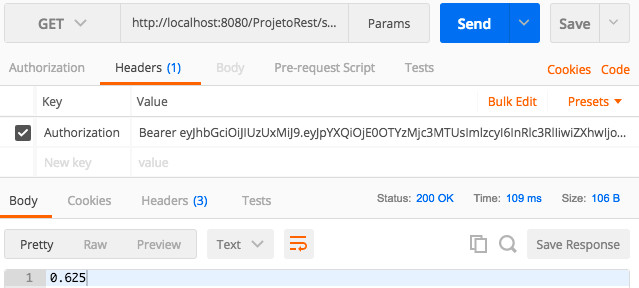 GET http://localhost:8080/ProjetoRest/s... Params Send Save
Authorization Headers (1) Body Pre-request Script Tests Cookies Code
Key Value Bulk Edit Presets
Authorization Bearer eyJhbGciOiJIUzUxMiJ9.eyJpYXQiOjE0OTYzMjc3MTUsImlzcyI6InRlc3RlIiwiZXhwIjo...
New key value
Body Cookies Headers (3) Tests Status: 200 OK Time: 109 ms Size: 106 B
Pretty Raw Preview Text Save Response
1 0.625